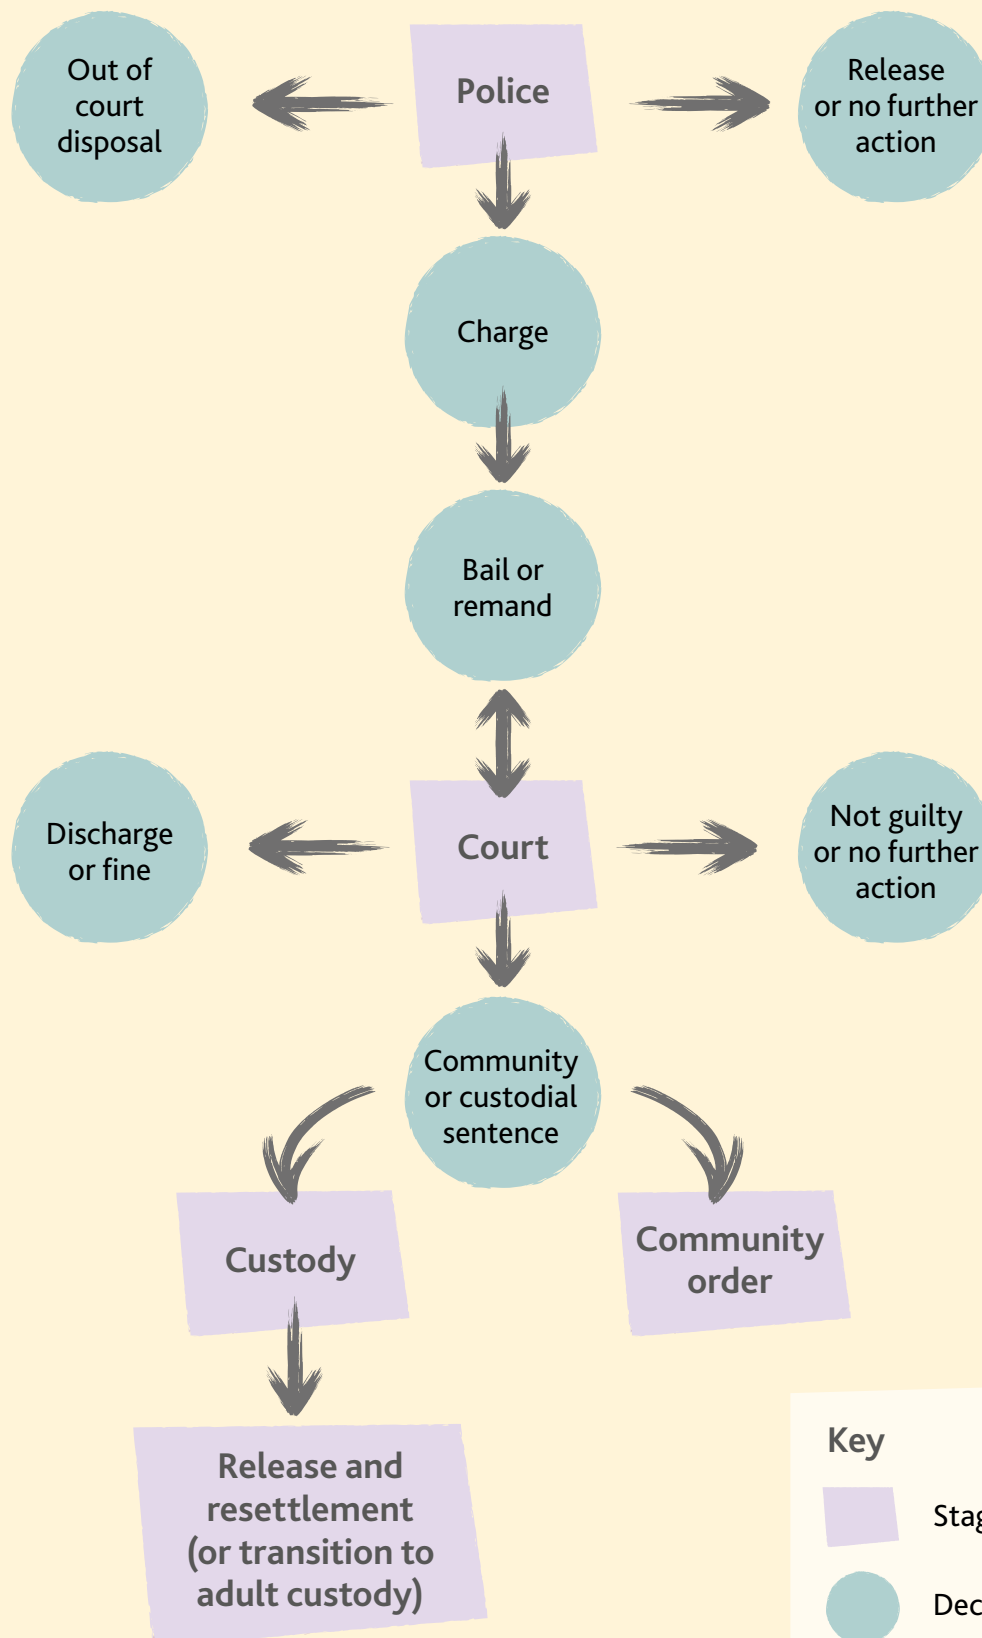 Out of
court
disposal
Police
Release
or no further
action
Charge
Bail or
remand
Discharge
or fine
Court
Not guilty
or no further
action
Community
or custodial
sentence
Custody
Community
order
Release and
resettlement
(or transition to
adult custody)
Key